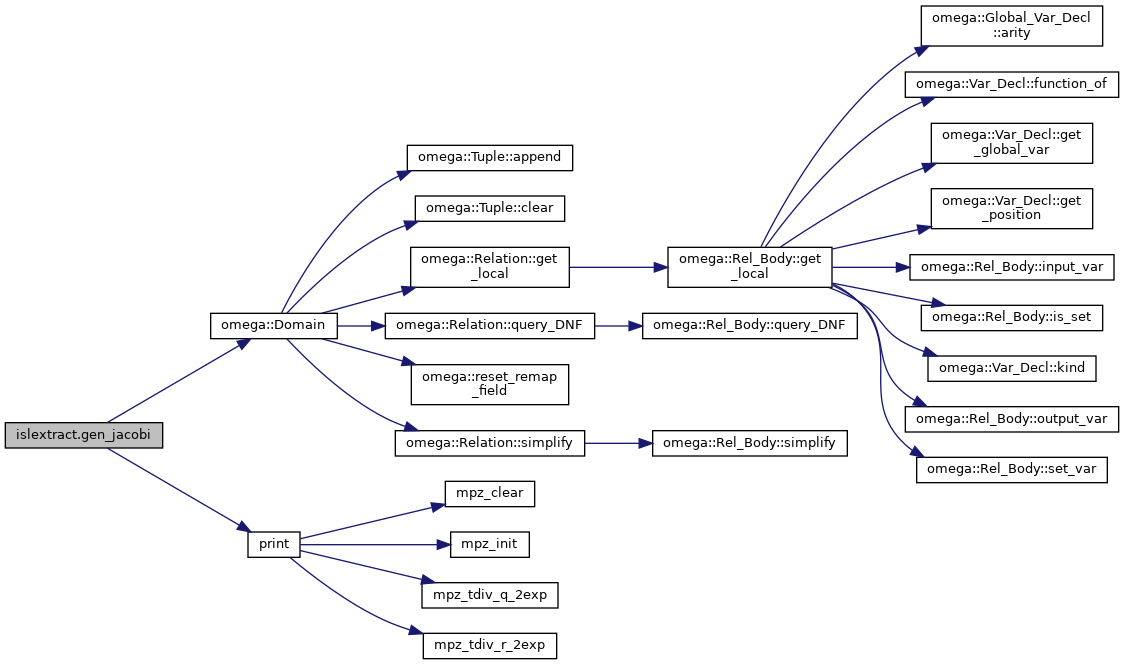 islextract.gen_jacobi
omega::Domain
print
omega::Tuple::append
omega::Tuple::clear
omega::Relation::get
_local
omega::Relation::query_DNF
omega::reset_remap
_field
omega::Relation::simplify
mpz_clear
mpz_init
mpz_tdiv_q_2exp
mpz_tdiv_r_2exp
omega::Rel_Body::get
_local
omega::Rel_Body::query_DNF
omega::Rel_Body::simplify
omega::Global_Var_Decl
::arity
omega::Var_Decl::function_of
omega::Var_Decl::get
_global_var
omega::Var_Decl::get
_position
omega::Rel_Body::input_var
omega::Rel_Body::is_set
omega::Var_Decl::kind
omega::Rel_Body::output_var
omega::Rel_Body::set_var